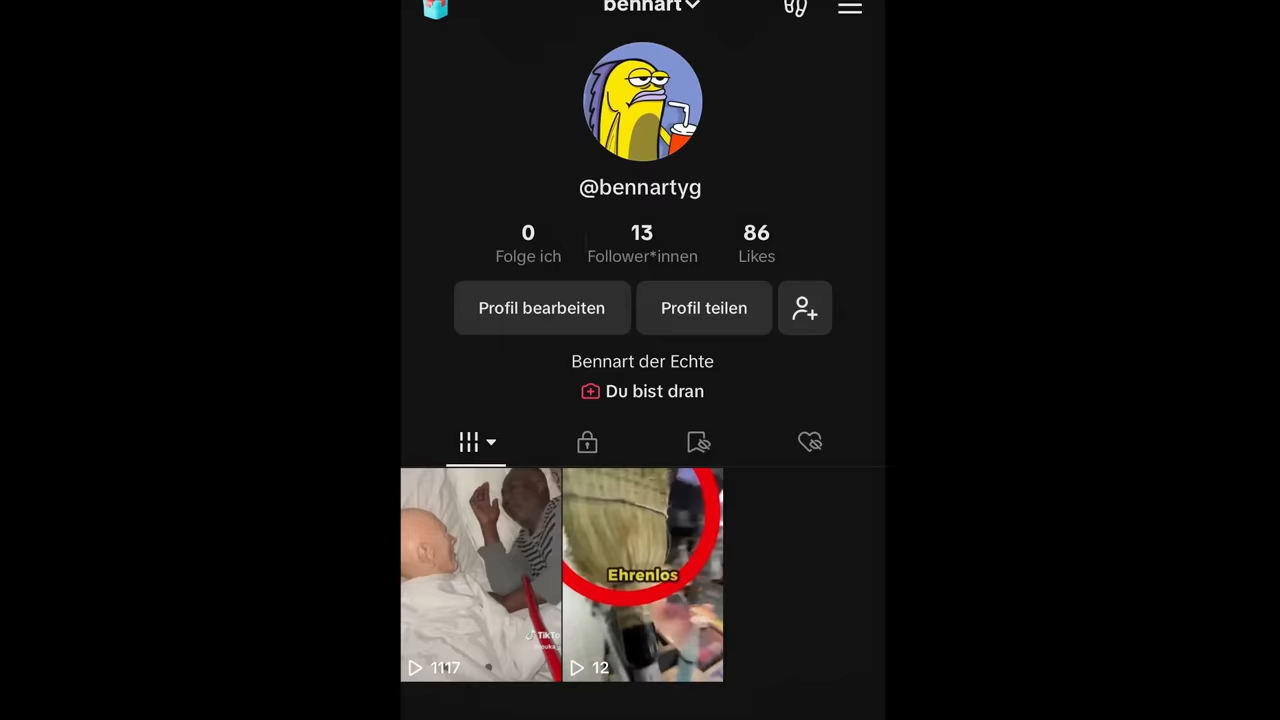 bennart
@bennartyg
0 13 86
Folge ich Follower*innen Likes
Profil bearbeiten Profil teilen
Bennart der Echte
Du bist dran
Ehrenlos
TikTo
1117 12